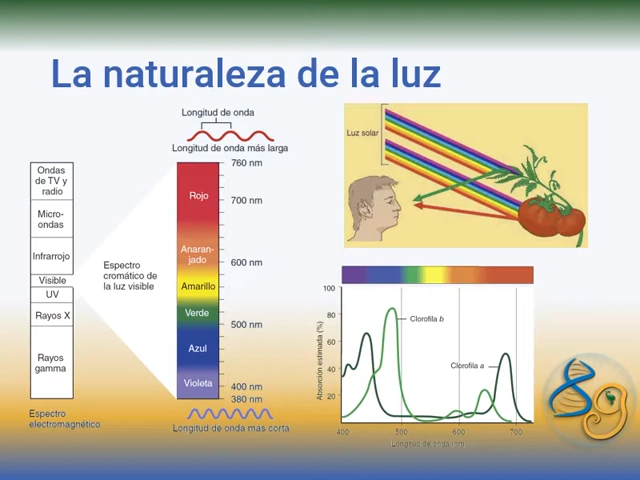 La naturaleza de la luz
Longitud de onda
Longitud de onda más larga
Ondas
de TV y
radio
Micro-
ondas
Infrarrojo
Visible
UV
Rayos X
Rayos
gamma
Espectro
electromagnético
Espectro
cromático de
la luz visible
Rojo
Anaran-
jado
Amarillo
Verde
Azul
Violeta
760 nm
700 nm
600 nm
500 nm
400 nm
380 nm
Longitud de onda más corta
Luz solar
Absorción estimada (%)
100
80
60
40
20
Clorofila b
Clorofila a
400
500
600
700
Longitud de onda (nm)